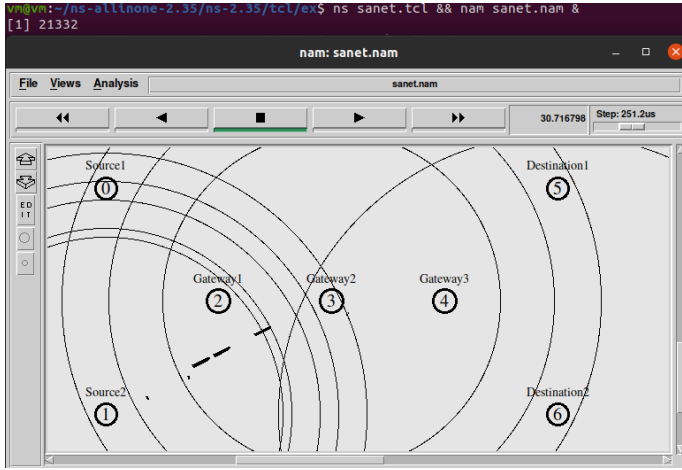 vm@vm:~/ns-allinone-2.35/ns-2.35/tcl/ex$ ns sanet.tcl && nam sanet.nam &
[1] 21332
nam: sanet.nam
File Views Analysis sanet.nam
30.716798 Step: 251.2us
E D
I T
Source1 Destination1
0 5
Gateway1 Gateway2 Gateway3
2 3 4
Source2 Destination2
1 6